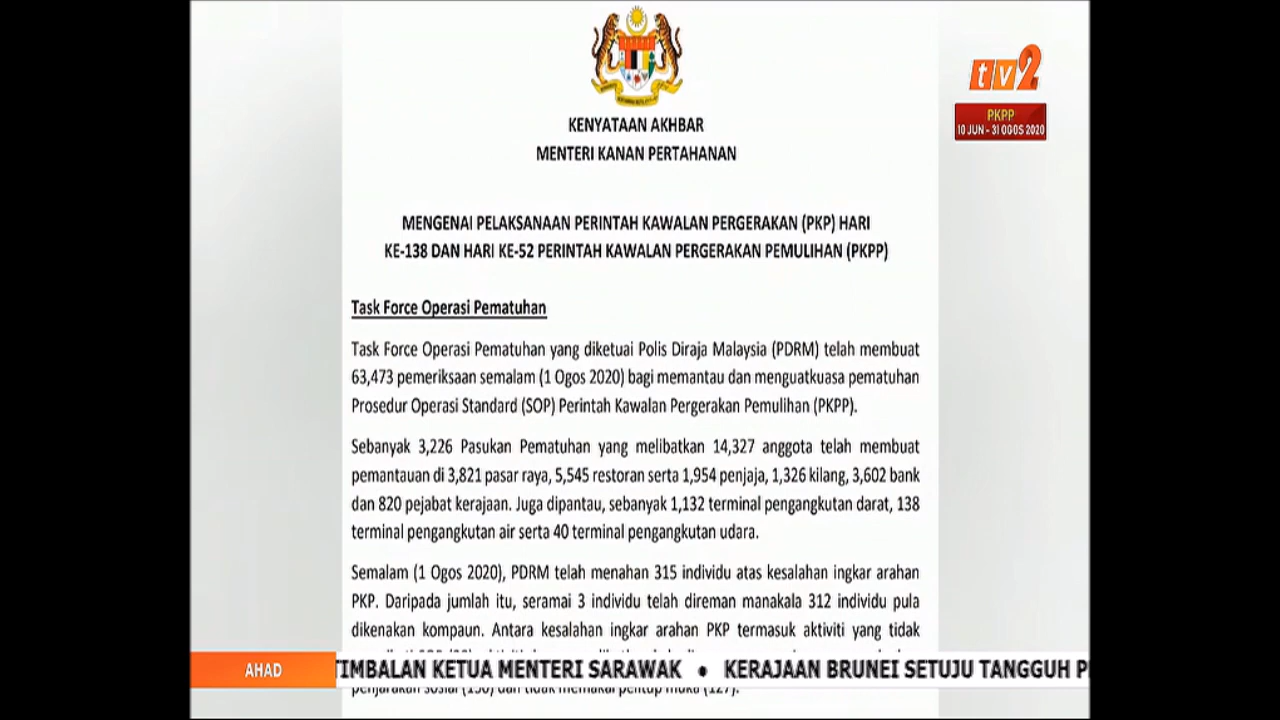 tv2
PKPP
10 JUN - 31 OGOS 2020
KENYATAAN AKHBAR
MENTERI KANAN PERTAHANAN
MENGENAI PELAKSANAAN PERINTAH KAWALAN PERGERAKAN (PKP) HARI
KE-138 DAN HARI KE-52 PERINTAH KAWALAN PERGERAKAN PEMULIHAN (PKPP)
Task Force Operasi Pematuhan
Task Force Operasi Pematuhan yang diketuai Polis Diraja Malaysia (PDRM) telah membuat
63,473 pemeriksaan semalam (1 Ogos 2020) bagi memantau dan menguatkuasa pematuhan
Prosedur Operasi Standard (SOP) Perintah Kawalan Pergerakan Pemulihan (PKPP).
Sebanyak 3,226 Pasukan Pematuhan yang melibatkan 14,327 anggota telah membuat
pemantauan di 3,821 pasar raya, 5,545 restoran serta 1,954 penjaja, 1,326 kilang, 3,602 bank
dan 820 pejabat kerajaan. Juga dipantau, sebanyak 1,132 terminal pengangkutan darat, 138
terminal pengangkutan air serta 40 terminal pengangkutan udara.
Semalam (1 Ogos 2020), PDRM telah menahan 315 individu atas kesalahan ingkar arahan
PKP. Daripada jumlah itu, seramai 3 individu telah direman manakala 312 individu pula
dikenakan kompaun. Antara kesalahan ingkar arahan PKP termasuk aktiviti yang tidak
AHAD
TIMBALAN KETUA MENTERI SARAWAK • KERAJAAN BRUNEI SETUJU TANGGUH P
penjarakan sosial dan tidak memakai pelitup muka (127).